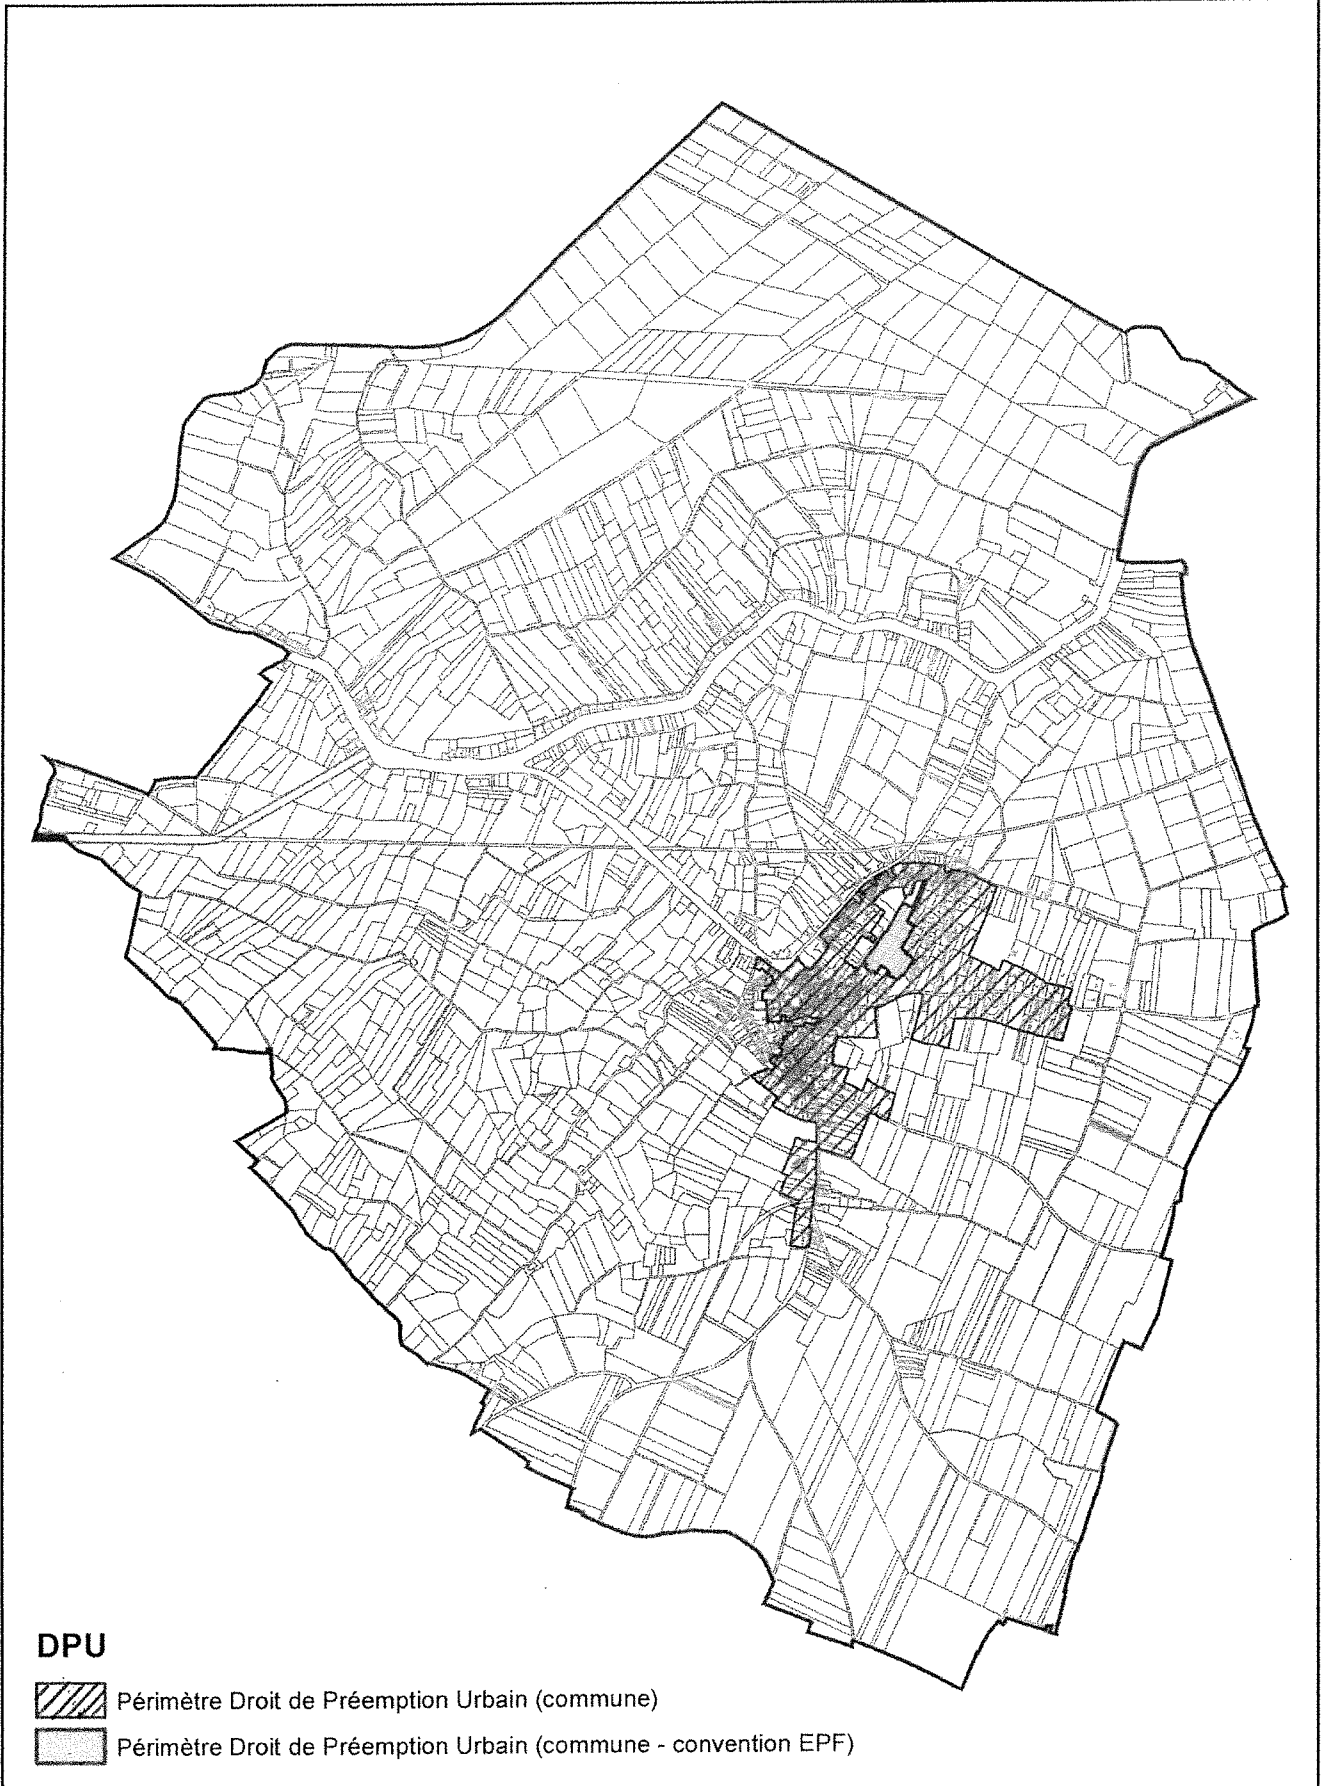 DPU
Périmètre Droit de Préemption Urbain (commune)
Périmètre Droit de Préemption Urbain (commune - convention EPF)